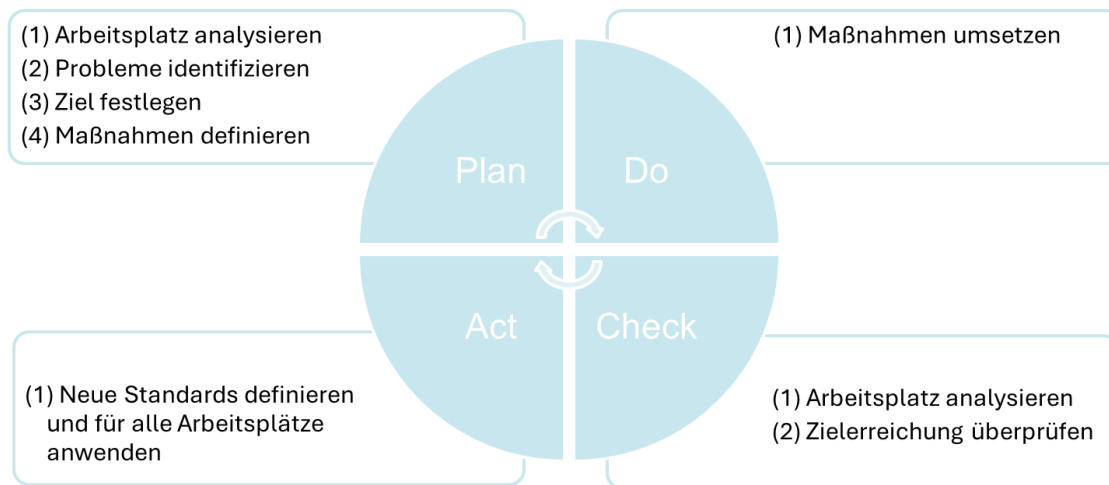 (1) Arbeitsplatz analysieren
(2) Probleme identifizieren
(3) Ziel festlegen
(4) Maßnahmen definieren
(1) Maßnahmen umsetzen
Plan
Do
Act
Check
(1) Neue Standards definieren
und für alle Arbeitsplätze
anwenden
(1) Arbeitsplatz analysieren
(2) Zielerreichung überprüfen